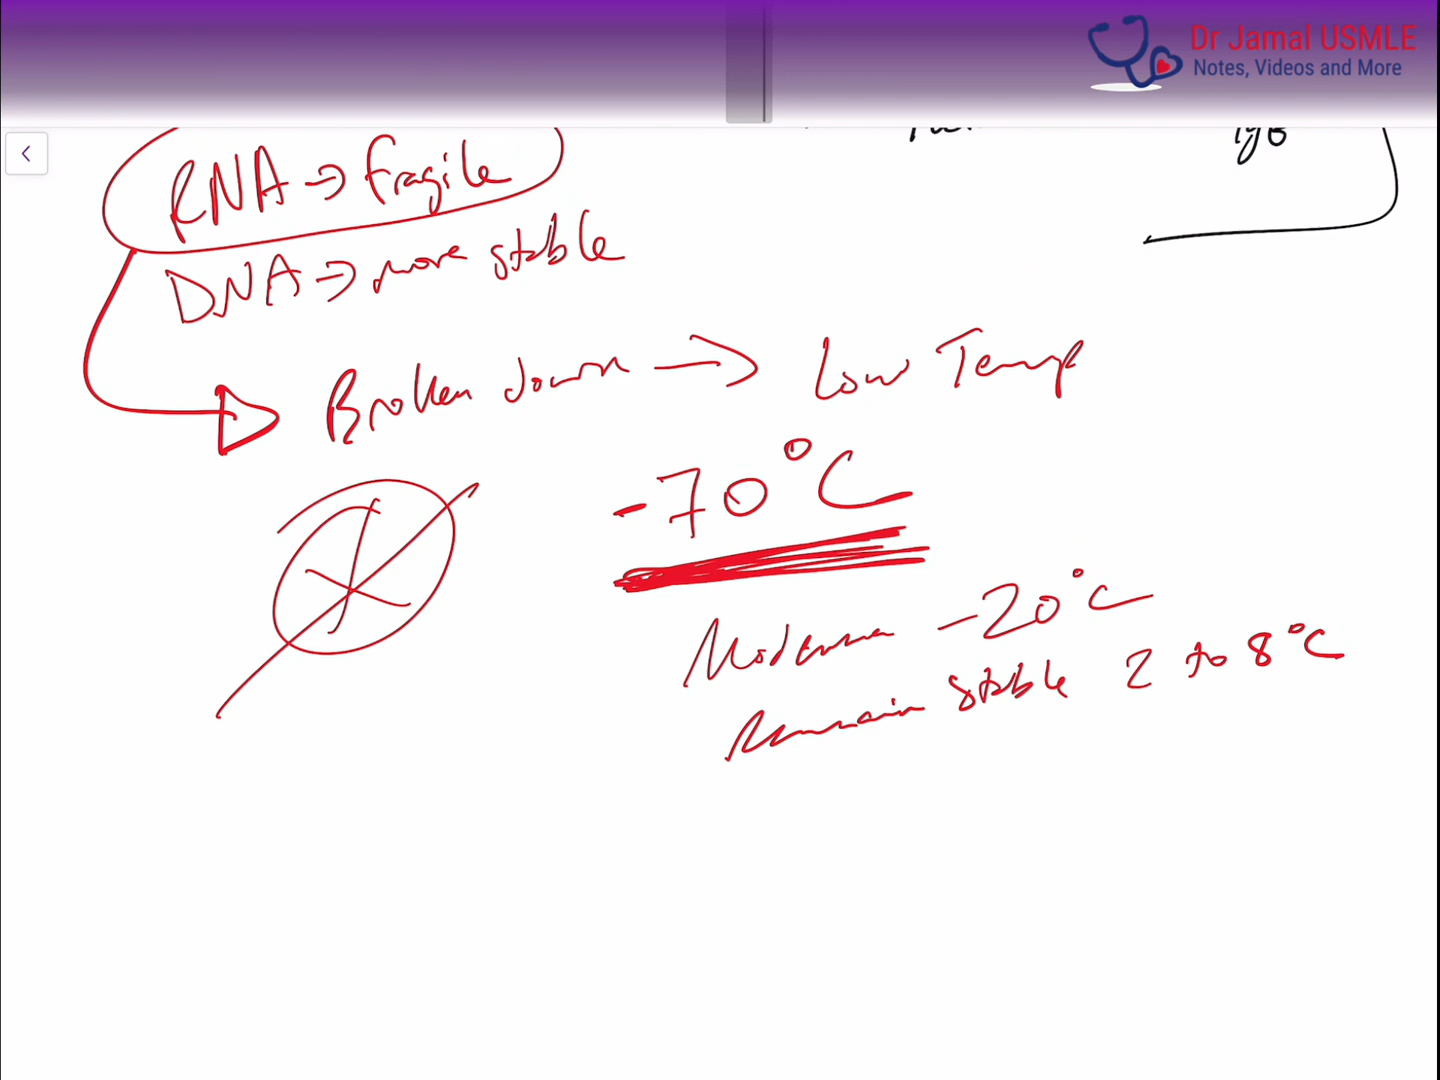 Dr Jamal USMLE
Notes, Videos and More
RNA → fragile
DNA → more stable
Broken down → Low Temp
-70°C
Moderna -20°C
Remain stable 2 to 8°C